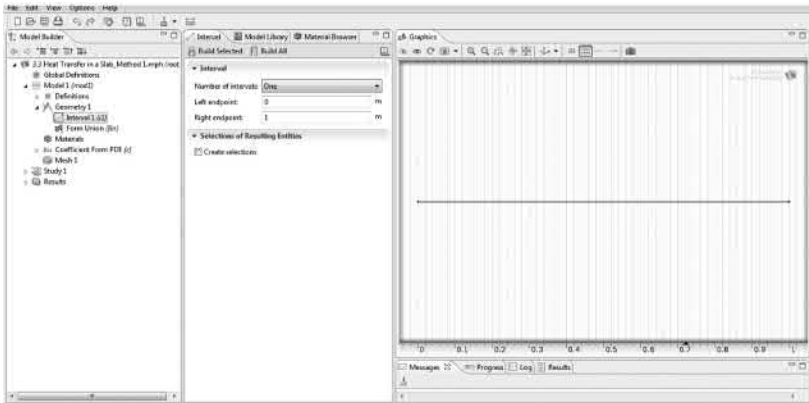 File Edit View Options Help
Model Builder
3.3 Heat Transfer in a Slab_Method 1.mph (root
Global Definitions
Model 1 (mod1)
Definitions
Geometry 1
Interval 1 (i1)
Form Union (fin)
Materials
Coefficient Form PDE (c)
Mesh 1
Study 1
Results
Interval Model Library Material Browser
Build Selected Build All
Interval
Number of intervals: One
Left endpoint: 0 m
Right endpoint: 1 m
Selections of Resulting Entities
Create selections
Graphics
0 0.1 0.2 0.3 0.4 0.5 0.6 0.7 0.8 0.9 1
Messages Progress Log Results